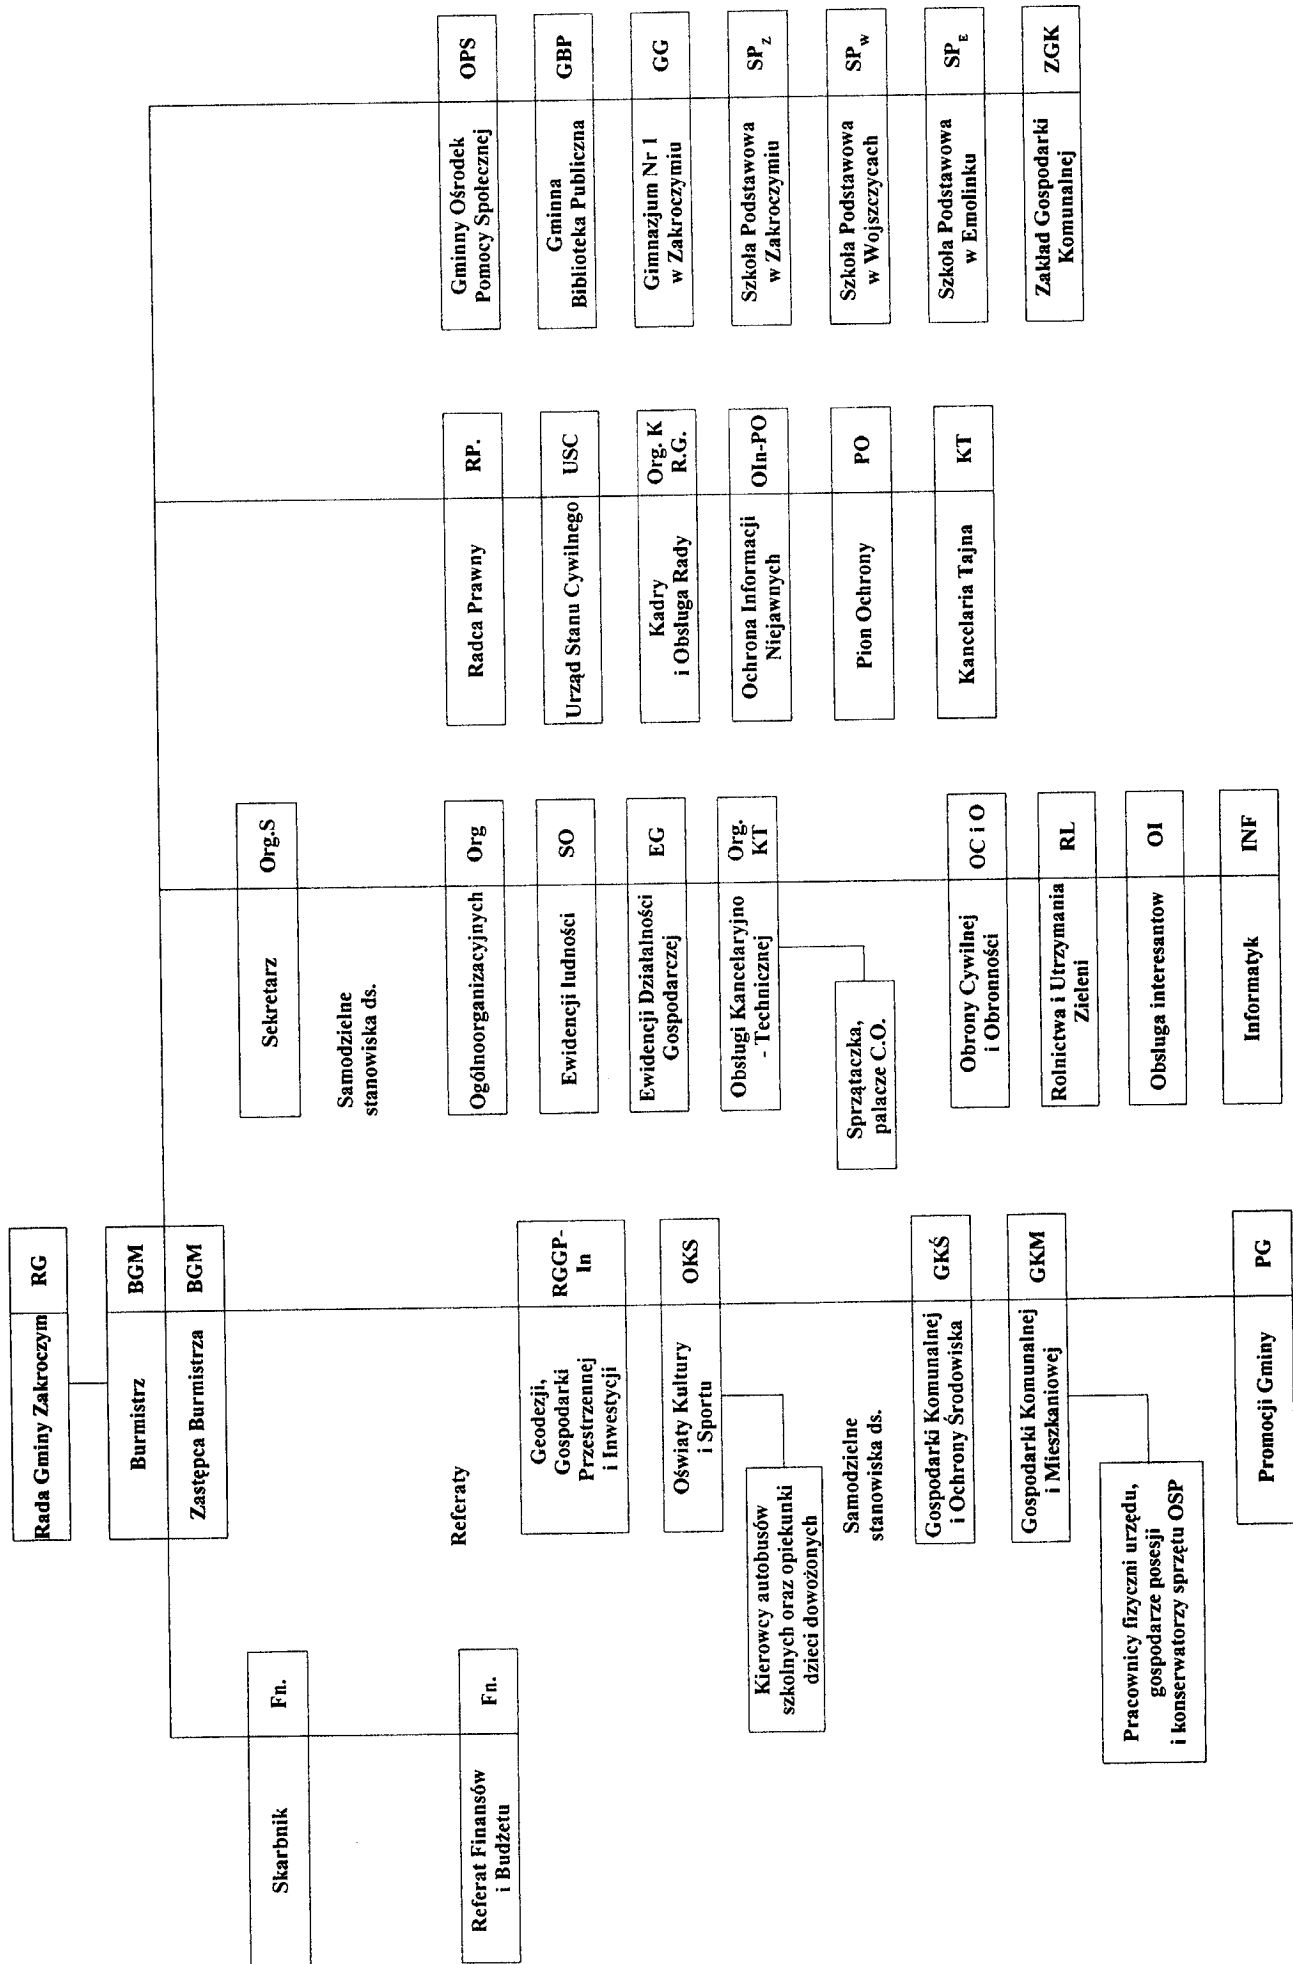 Rada Gminy Zakroczym
RG
Burmistrz
BGM
Zastępca Burmistrza
BGM
Skarbnik
Fn.
Referat Finansów
i Budżetu
Fn.
Referaty
Geodezji,
Gospodarki
Przestrzennej
i Inwestycji
RGGP-
In
Oświaty Kultury
i Sportu
OKS
Kierowcy autobusów
szkolnych oraz opiekunki
dzieci dowożonych
Samodzielne
stanowiska ds.
Gospodarki Komunalnej
i Ochrony Środowiska
GKŚ
Gospodarki Komunalnej
i Mieszkaniowej
GKM
Pracownicy fizyczni urzędu,
gospodarze posesji
i konserwatorzy sprzętu OSP
Promocji Gminy
PG
Sekretarz
Org.S
Samodzielne
stanowiska ds.
Ogólnoorganizacyjnych
Org
Ewidencji ludności
SO
Ewidencji Działalności
Gospodarczej
EG
Obsługi Kancelaryjno
- Technicznej
Org.
KT
Sprzątaczka,
palacze C.O.
Obrony Cywilnej
i Obronności
OC i O
Rolnictwa i Utrzymania
Zieleni
RL
Obsługa interesantow
OI
Informatyk
INF
Radca Prawny
RP.
Urząd Stanu Cywilnego
USC
Kadry
i Obsługa Rady
Org. K
R.G.
Ochrona Informacji
Niejawnych
OIn-PO
Pion Ochrony
PO
Kancelaria Tajna
KT
Gminny Ośrodek
Pomocy Społecznej
OPS
Gminna
Biblioteka Publiczna
GBP
Gimnazjum Nr 1
w Zakroczymiu
GG
Szkoła Podstawowa
w Zakroczymiu
SPZ
Szkoła Podstawowa
w Wojszczycach
SPW
Szkoła Podstawowa
w Emolinku
SPE
Zakład Gospodarki
Komunalnej
ZGK